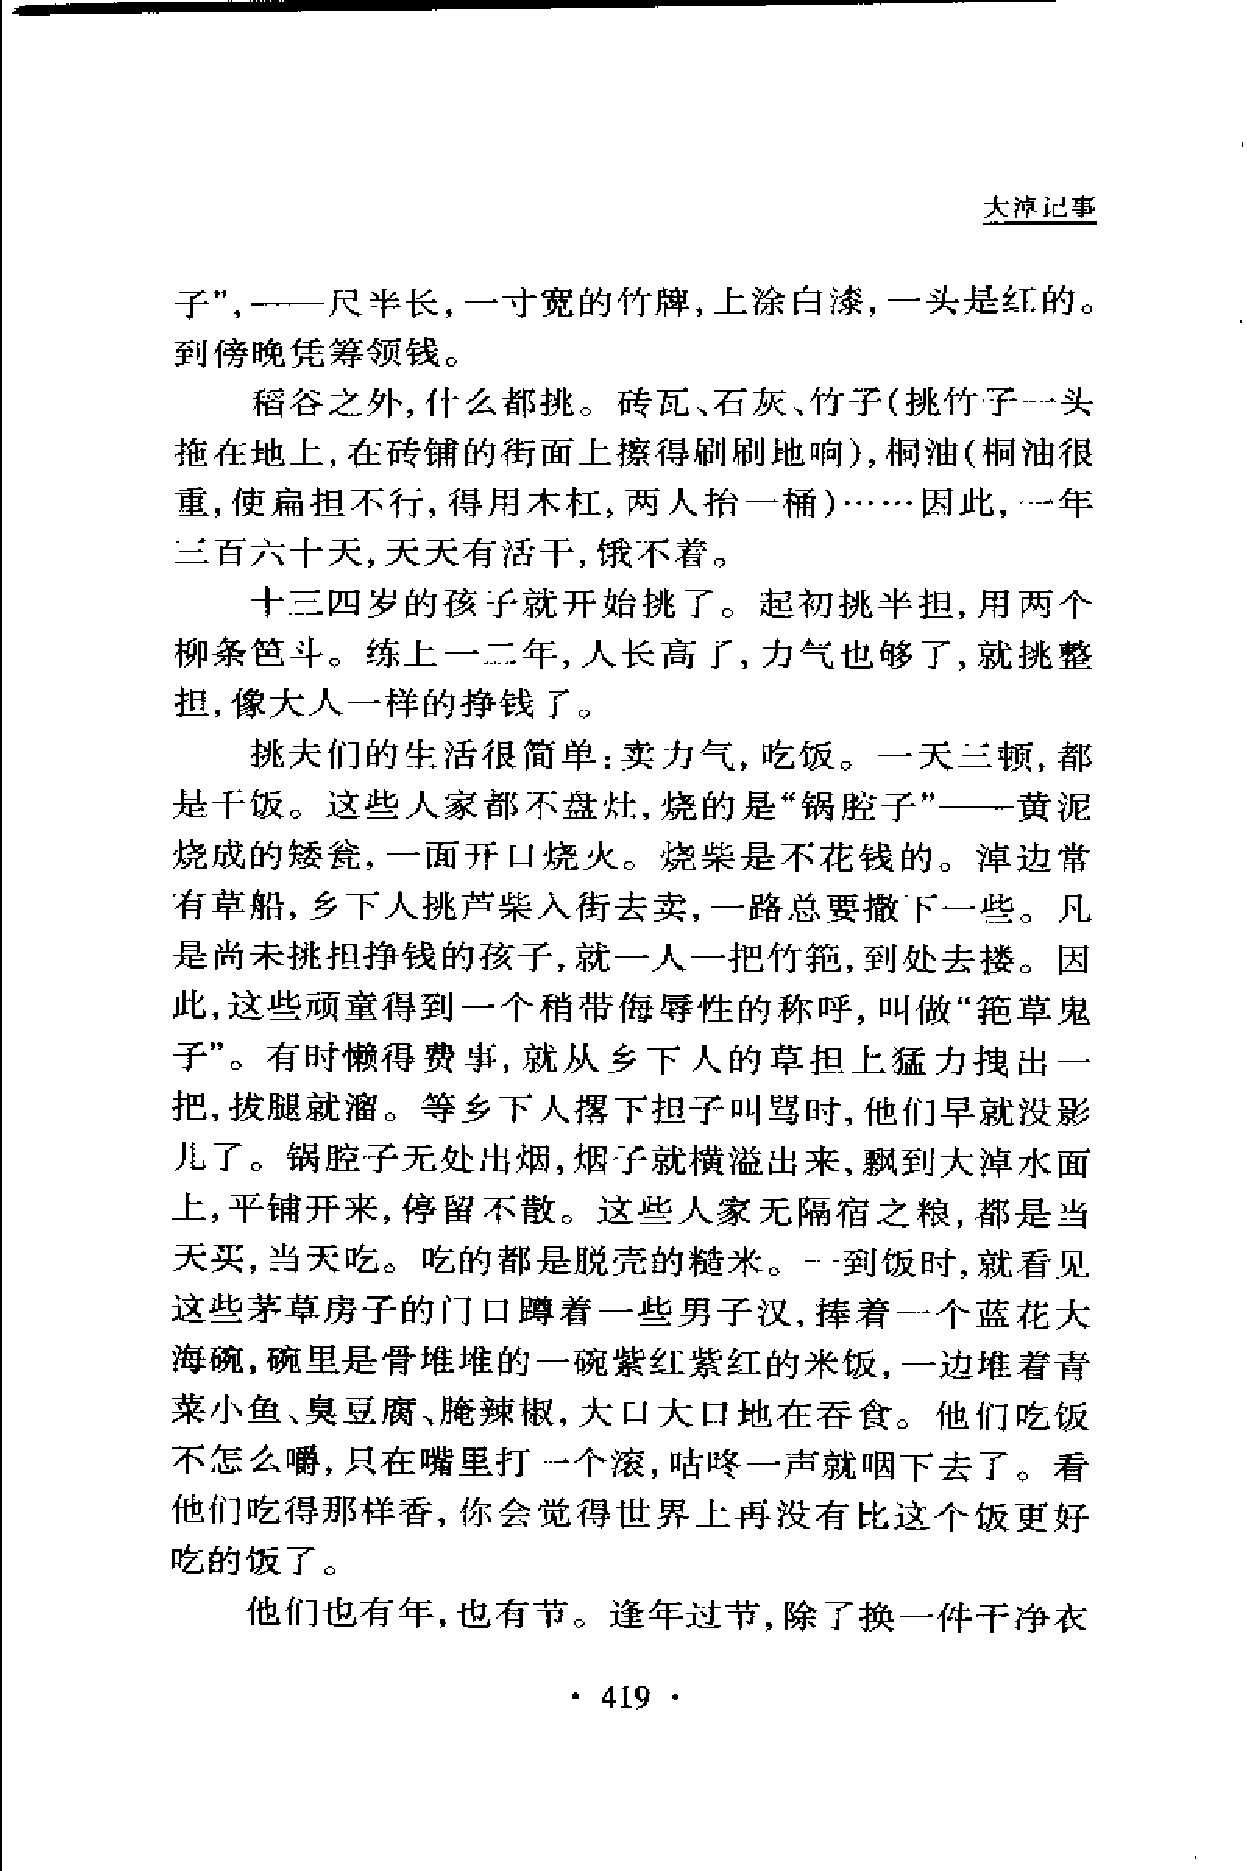 大淖记事
子”,——一尺半长,一寸宽的竹牌,上涂白漆,一头是红的。
到傍晚凭筹领钱。
稻谷之外,什么都挑。砖瓦、石灰、竹子(挑竹子一头
拖在地上,在砖铺的街面上擦得刷刷地响),桐油(桐油很
重,使扁担不行,得用木杠,两人抬一桶)……因此,一年
三百六十天,天天有活干,饿不着。
十三四岁的孩子就开始挑了。起初挑半担,用两个
柳条笆斗。练上一二年,人长高了,力气也够了,就挑整
担,像大人一样的挣钱了。
挑夫们的生活很简单:卖力气,吃饭。一天三顿,都
是干饭。这些人家都不盘灶,烧的是“锅腔子”——黄泥
烧成的矮瓮,一面开口烧火。烧柴是不花钱的。淖边常
有草船,乡下人挑芦柴入街去卖,一路总要撒下一些。凡
是尚未挑担挣钱的孩子,就一人一把竹筢,到处去搂。因
此,这些顽童得到一个稍带侮辱性的称呼,叫做“筢草鬼
子”。有时懒得费事,就从乡下人的草担上猛力拽出一
把,拔腿就溜。等乡下人撂下担子叫骂时,他们早就没影
儿了。锅腔子无处出烟,烟子就横溢出来,飘到大淖水面
上,平铺开来,停留不散。这些人家无隔宿之粮,都是当
天买,当天吃。吃的都是脱壳的糙米。一到饭时,就看见
这些茅草房子的门口蹲着一些男子汉,捧着一个蓝花大
海碗,碗里是骨堆堆的一碗紫红紫红的米饭,一边堆着青
菜小鱼、臭豆腐、腌辣椒,大口大口地在吞食。他们吃饭
不怎么嚼,只在嘴里打一个滚,咕咚一声就咽下去了。看
他们吃得那样香,你会觉得世界上再没有比这个饭更好
吃的饭了。
他们也有年,也有节。逢年过节,除了换一件干净衣
· 419 ·